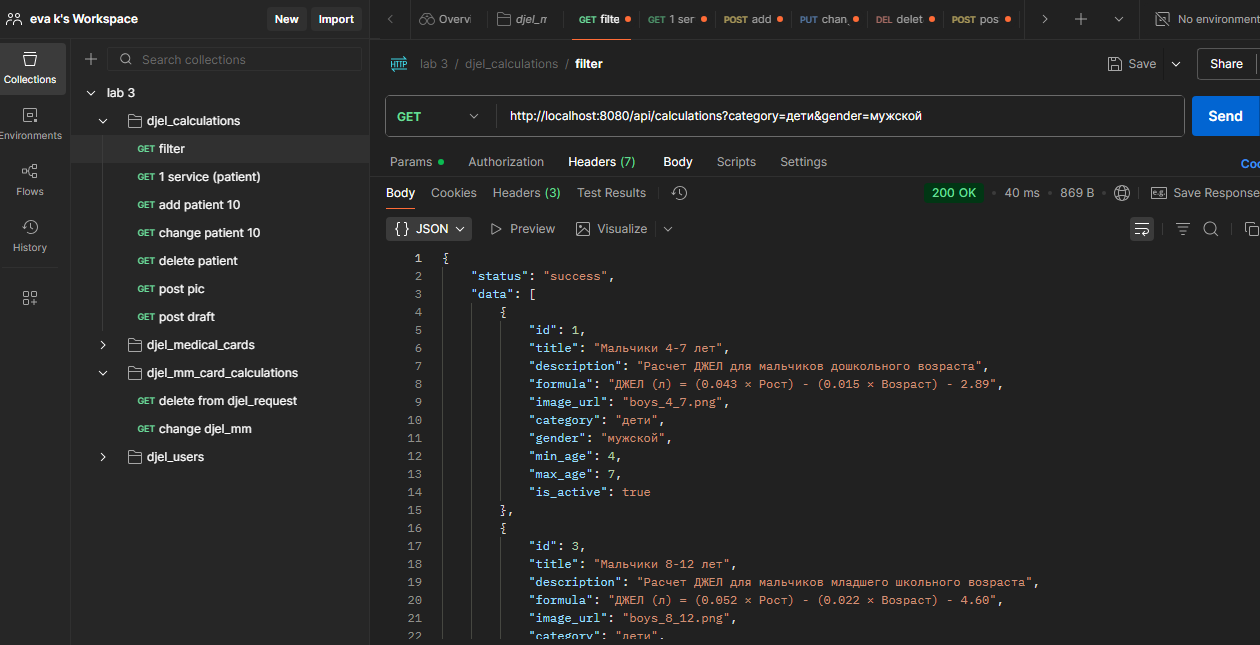 eva k's Workspace
New
Import
Overvi
djel_m
GET filte
GET 1 ser
POST add
PUT chan
DEL delet
POST pos
No environment
Collections
Environments
Flows
History
Search collections
lab 3
djel_calculations
GET filter
GET 1 service (patient)
GET add patient 10
GET change patient 10
GET delete patient
GET post pic
GET post draft
djel_medical_cards
djel_mm_card_calculations
GET delete from djel_request
GET change djel_mm
djel_users
HTTP lab 3 / djel_calculations / filter
Save
Share
GET
http://localhost:8080/api/calculations?category=дети&gender=мужской
Send
Params
Authorization
Headers (7)
Body
Scripts
Settings
Coo
Body
Cookies
Headers (3)
Test Results
200 OK
40 ms
869 B
e.g.
Save Response
{} JSON
Preview
Visualize
1 {
2 "status": "success",
3 "data": [
4 {
5 "id": 1,
6 "title": "Мальчики 4-7 лет",
7 "description": "Расчет ДЖЕЛ для мальчиков дошкольного возраста",
8 "formula": "ДЖЕЛ (л) = (0.043 × Рост) - (0.015 × Возраст) - 2.89",
9 "image_url": "boys_4_7.png",
10 "category": "дети",
11 "gender": "мужской",
12 "min_age": 4,
13 "max_age": 7,
14 "is_active": true
15 },
16 {
17 "id": 3,
18 "title": "Мальчики 8-12 лет",
19 "description": "Расчет ДЖЕЛ для мальчиков младшего школьного возраста",
20 "formula": "ДЖЕЛ (л) = (0.052 × Рост) - (0.022 × Возраст) - 4.60",
21 "image_url": "boys_8_12.png",
22 "category": "дети",